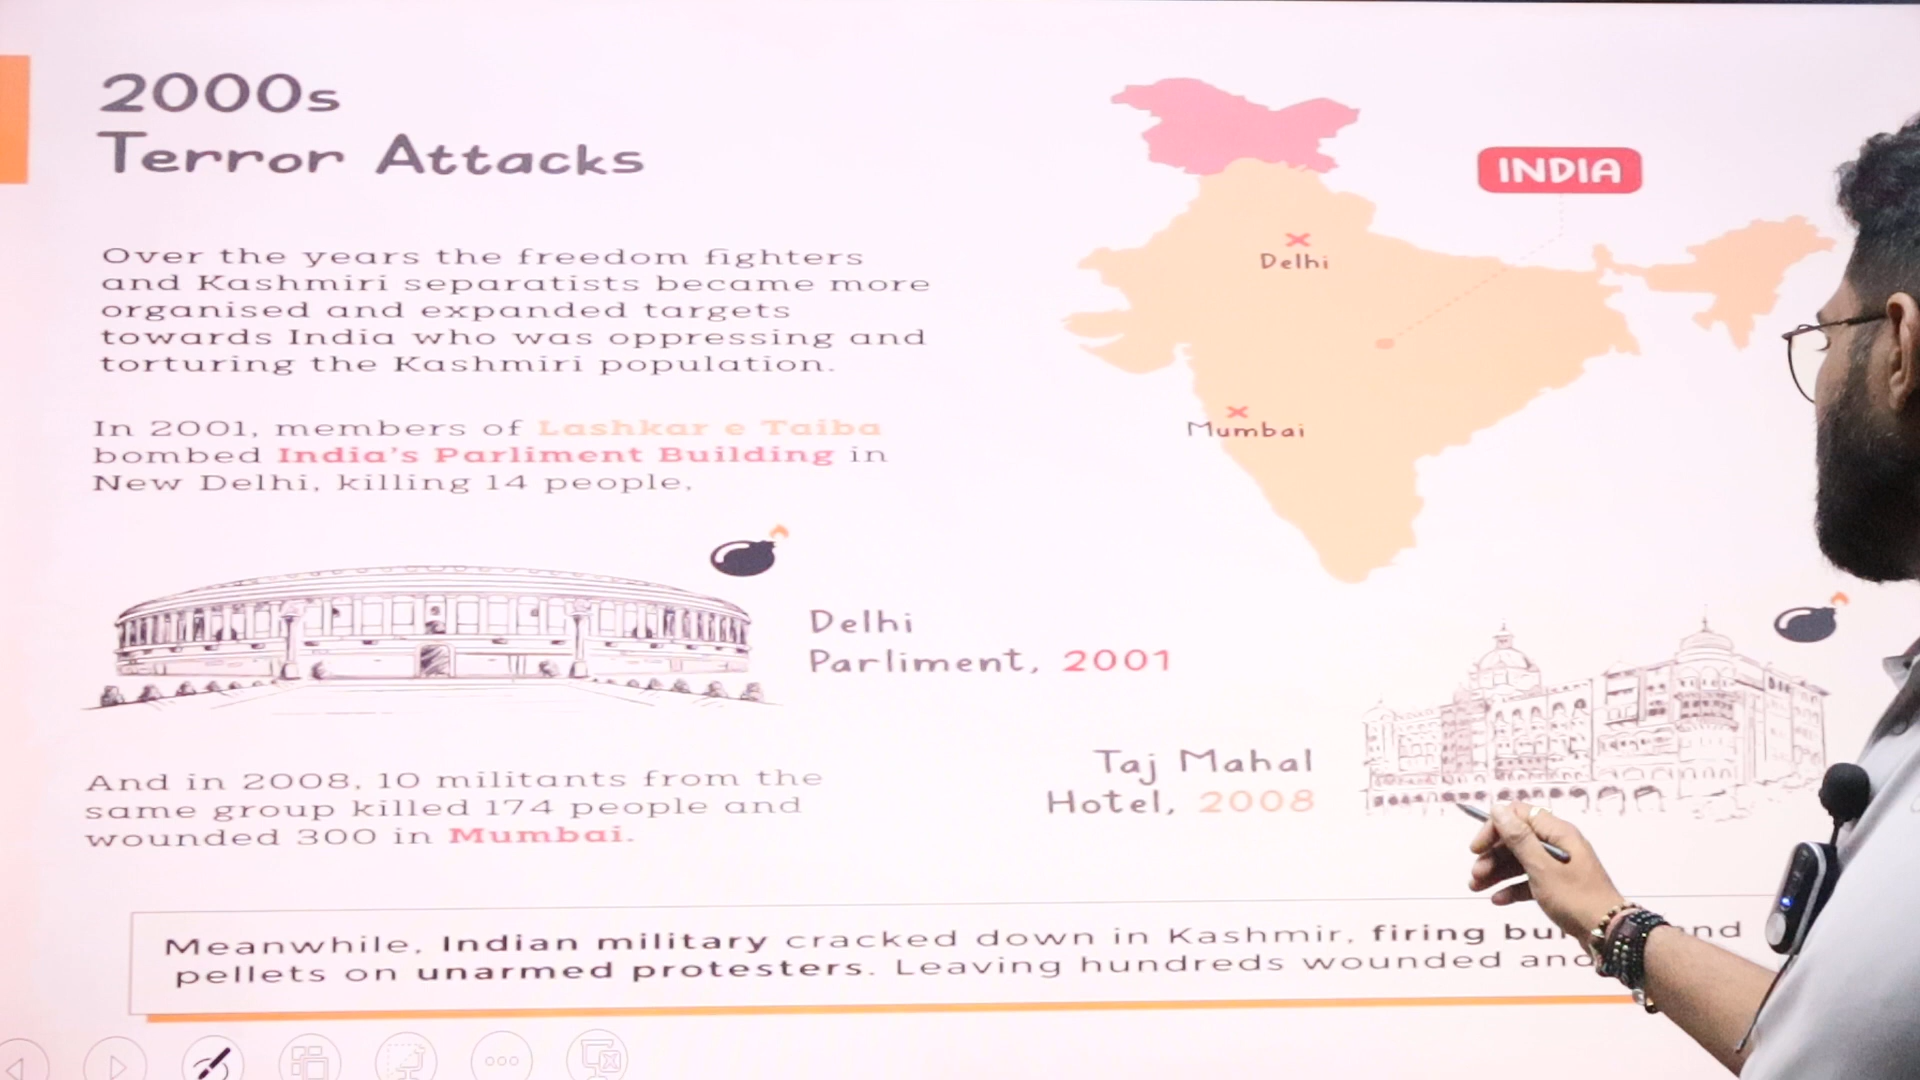 2000s
Terror Attacks
INDIA
Delhi
Mumbai
Over the years the freedom fighters
and Kashmiri separatists became more
organised and expanded targets
towards India who was oppressing and
torturing the Kashmiri population.
In 2001, members of Lashkar e Taiba
bombed India's Parliment Building in
New Delhi, killing 14 people,
Delhi
Parliment, 2001
Taj Mahal
Hotel, 2008
And in 2008, 10 militants from the
same group killed 174 people and
wounded 300 in Mumbai.
Meanwhile, Indian military cracked down in Kashmir, firing
pellets on unarmed protesters. Leaving hundreds wounded and